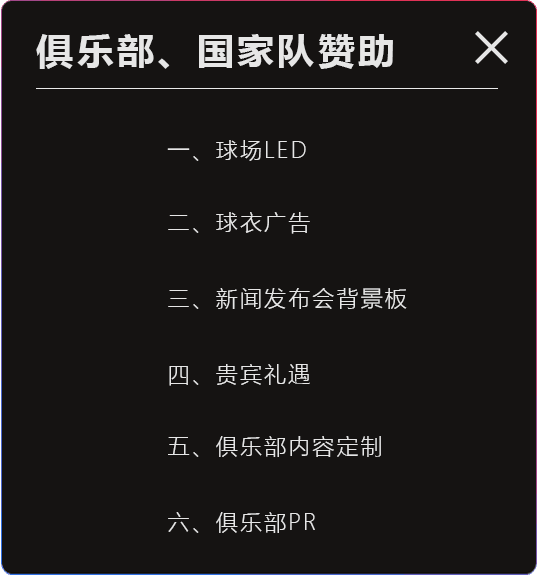 俱乐部、国家队赞助
一、球场LED
二、球衣广告
三、新闻发布会背景板
四、贵宾礼遇
五、俱乐部内容定制
六、俱乐部PR